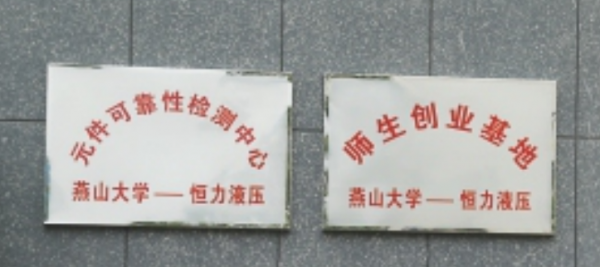 元件可靠性检测中心
燕山大学——恒力液压
师生创业基地
燕山大学——恒力液压